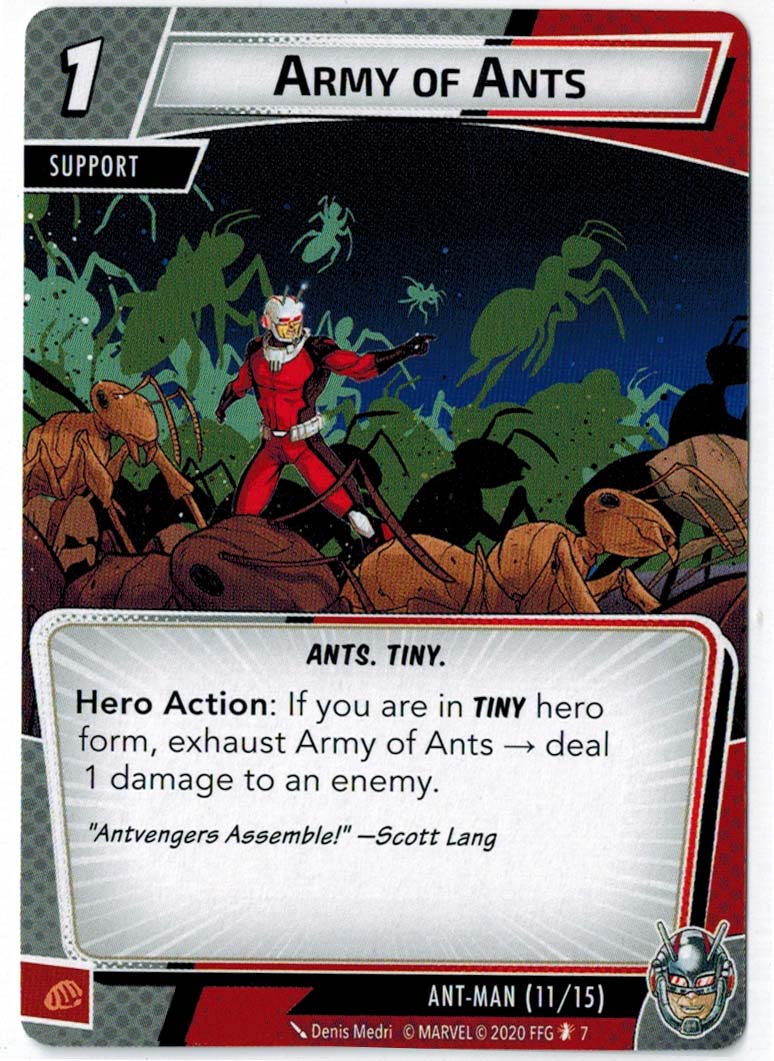 1
ARMY OF ANTS
SUPPORT
ANTS. TINY.
Hero Action: If you are in TINY hero
form, exhaust Army of Ants → deal
1 damage to an enemy.
"Antvengers Assemble!" —Scott Lang
ANT-MAN (11/15)
Denis Medri © MARVEL © 2020 FFG 7